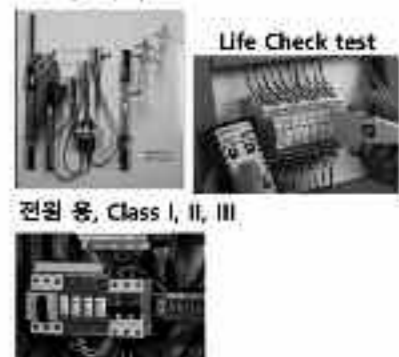 Life Check test
전원 용, Class I, II, III